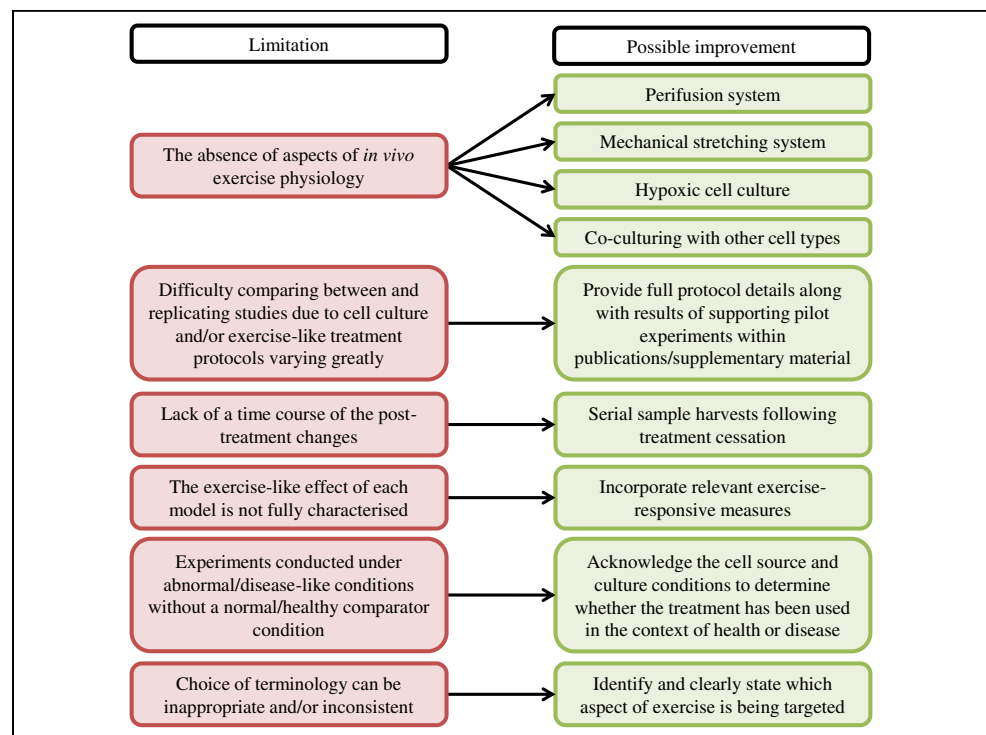 Limitation
Possible improvement
The absence of aspects of in vivo
exercise physiology
Perifusion system
Mechanical stretching system
Hypoxic cell culture
Co-culturing with other cell types
Difficulty comparing between and
replicating studies due to cell culture
and/or exercise-like treatment
protocols varying greatly
Provide full protocol details along
with results of supporting pilot
experiments within
publications/supplementary material
Lack of a time course of the post-
treatment changes
Serial sample harvests following
treatment cessation
The exercise-like effect of each
model is not fully characterised
Incorporate relevant exercise-
responsive measures
Experiments conducted under
abnormal/disease-like conditions
without a normal/healthy comparator
condition
Acknowledge the cell source and
culture conditions to determine
whether the treatment has been used
in the context of health or disease
Choice of terminology can be
inappropriate and/or inconsistent
Identify and clearly state which
aspect of exercise is being targeted